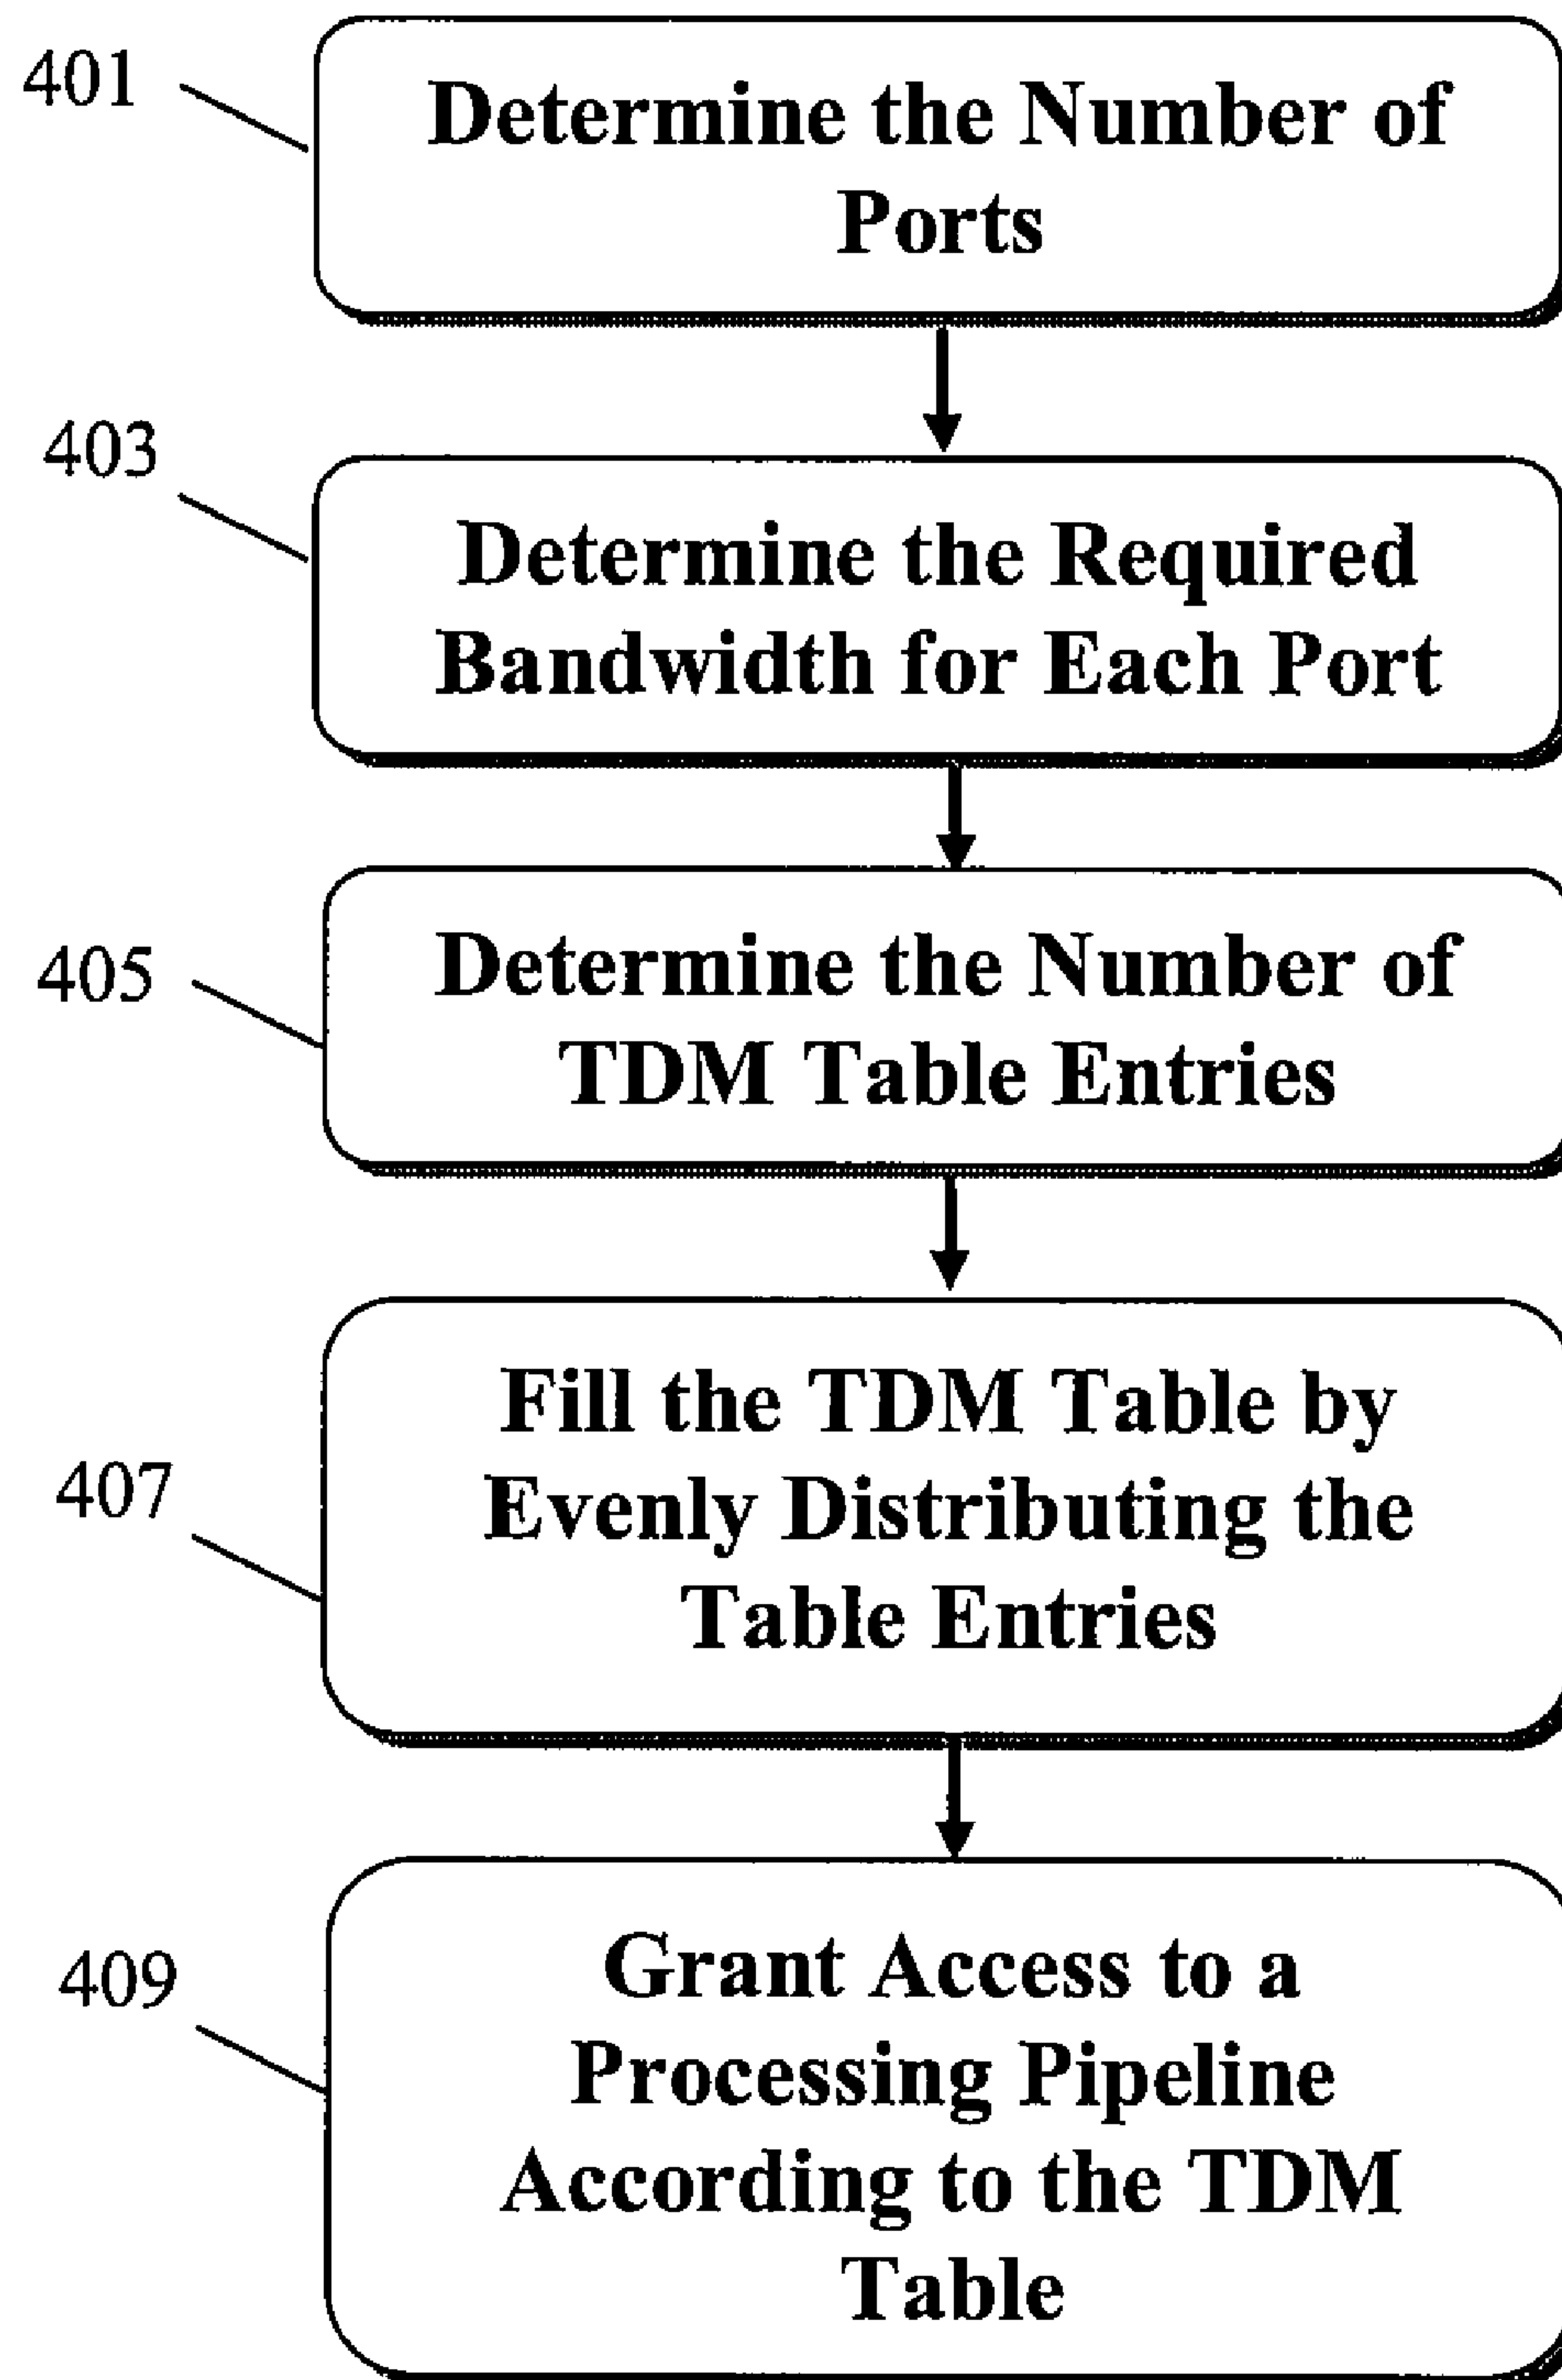 401
Determine the Number of
Ports
403
Determine the Required
Bandwidth for Each Port
405
Determine the Number of
TDM Table Entries
407
Fill the TDM Table by
Evenly Distributing the
Table Entries
409
Grant Access to a
Processing Pipeline
According to the TDM
Table